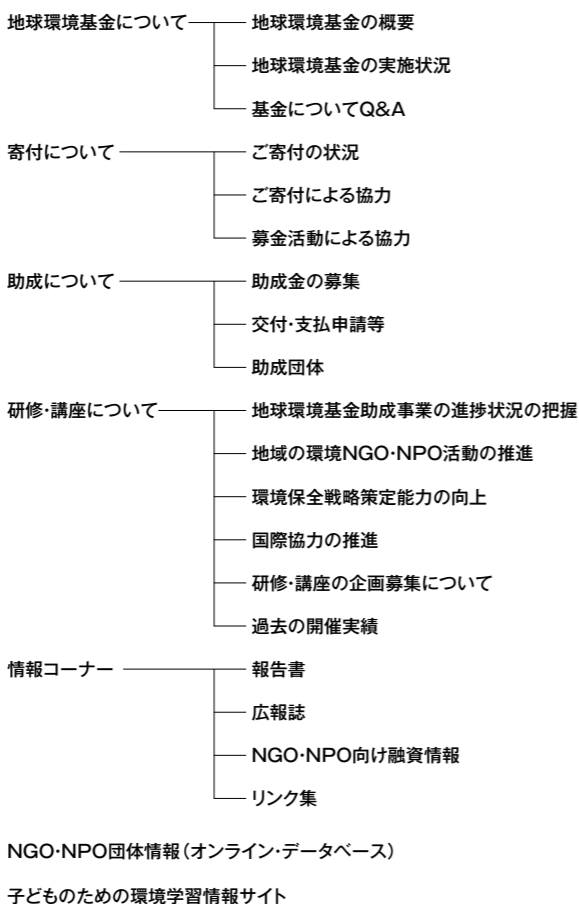 地球環境基金について
地球環境基金の概要
地球環境基金の実施状況
基金についてQ&A
寄付について
ご寄付の状況
ご寄付による協力
募金活動による協力
助成について
助成金の募集
交付・支払申請等
助成団体
研修・講座について
地球環境基金助成事業の進捗状況の把握
地域の環境NGO・NPO活動の推進
環境保全戦略策定能力の向上
国際協力の推進
研修・講座の企画募集について
過去の開催実績
情報コーナー
報告書
広報誌
NGO・NPO向け融資情報
リンク集
NGO・NPO団体情報（オンライン・データベース）
子どものための環境学習情報サイト